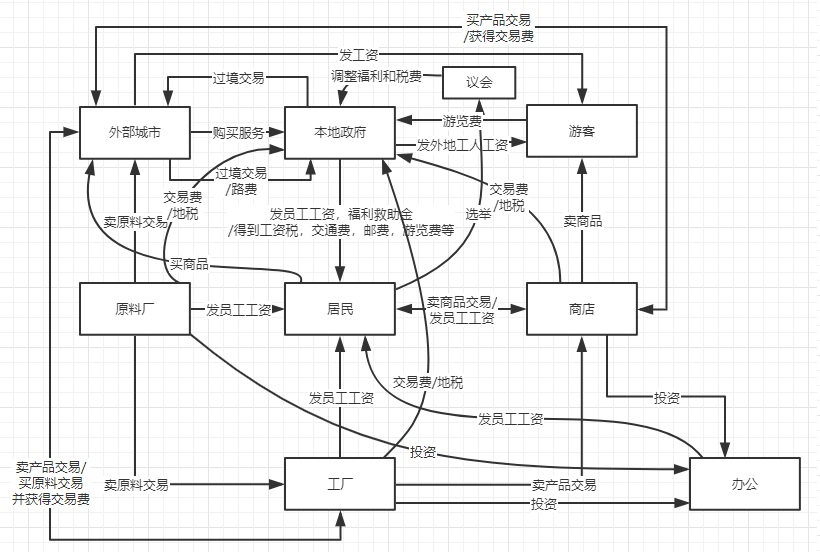 买产品交易
/获得交易费
发工资
过境交易
调整福利和税费
议会
外部城市
购买服务
本地政府
游览费
发外地工人工资
游客
过境交易
/路费
交易费
/地税
交易费
/地税
卖原料交易
发员工工资，福利救助金
/得到工资税，交通费，邮费，游览费等
选举
卖商品
买商品
原料厂
发员工工资
居民
卖商品交易/
发员工工资
商店
发员工工资
交易费/地税
投资
发员工工资
投资
卖产品交易/
买原料交易
并获得交易费
卖原料交易
工厂
卖产品交易
投资
办公